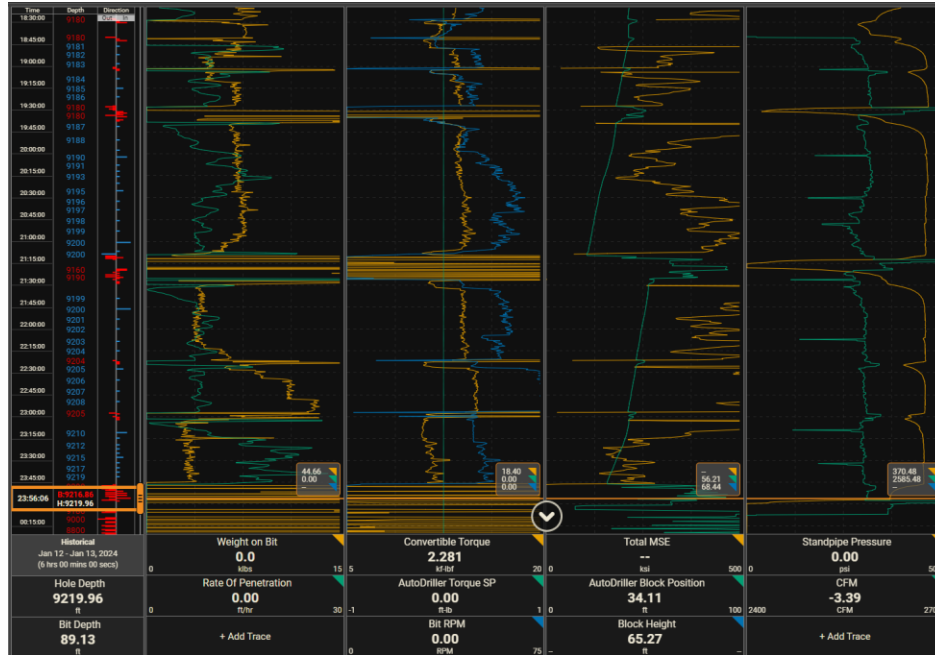 Time Depth Direction
18:30:00 9180 Out In
9180
18:45:00 9181
9182
19:00:00 9183
19:15:00 9184
9185
9186
19:30:00 9180
9180
19:45:00 9187
9188
20:00:00 9190
9191
20:15:00 9193
20:30:00 9195
9196
20:45:00 9197
9198
21:00:00 9199
9200
21:15:00 9200
9160
21:30:00 9190
21:45:00 9199
9200
22:00:00 9201
9202
22:15:00 9203
9204
9204
22:30:00 9205
9206
22:45:00 9207
9208
23:00:00 9205
23:15:00 9210
9212
23:30:00 9215
9217
23:45:00 9219
23:56:06 B:9216.86
H:9219.96
00:15:00 9000
8800
44.66
0.00
--
18.40
0.00
0.00
--
56.21
68.44
370.48
2585.48
--
Historical
Jan 12 - Jan 13, 2024
(6 hrs 00 mins 00 secs)
Hole Depth
9219.96
ft
Bit Depth
89.13
ft
Weight on Bit
0.0
0 klbs 15
Rate Of Penetration
0.00
0 ft/hr 30
+ Add Trace
Convertible Torque
2.281
5 kf-lbf 20
AutoDriller Torque SP
0.00
-1 ft-lb 1
Bit RPM
0.00
0 RPM 75
Total MSE
--
0 ksi 500
AutoDriller Block Position
34.11
0 ft 100
Block Height
65.27
-- ft --
Standpipe Pressure
0.00
0 psi
CFM
-3.39
2400 CFM
+ Add Trace